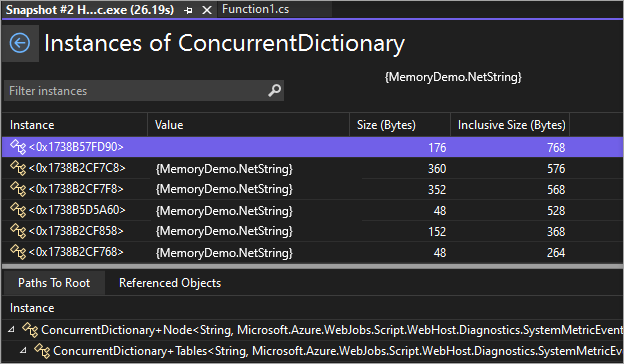 Snapshot #2 H...c.exe (26.19s) Function1.cs
Instances of ConcurrentDictionary
{MemoryDemo.NetString}
Filter instances
Instance Value Size (Bytes) Inclusive Size (Bytes)
<0x1738B57FD90> 176 768
<0x1738B2CF7C8> {MemoryDemo.NetString} 360 576
<0x1738B2CF7F8> {MemoryDemo.NetString} 352 568
<0x1738B5D5A60> {MemoryDemo.NetString} 48 528
<0x1738B2CF858> {MemoryDemo.NetString} 152 368
<0x1738B2CF768> {MemoryDemo.NetString} 48 264
Paths To Root Referenced Objects
Instance
ConcurrentDictionary+Node<String, Microsoft.Azure.WebJobs.Script.WebHost.Diagnostics.SystemMetricEvent
ConcurrentDictionary+Tables<String, Microsoft.Azure.WebJobs.Script.WebHost.Diagnostics.SystemMetricEvent